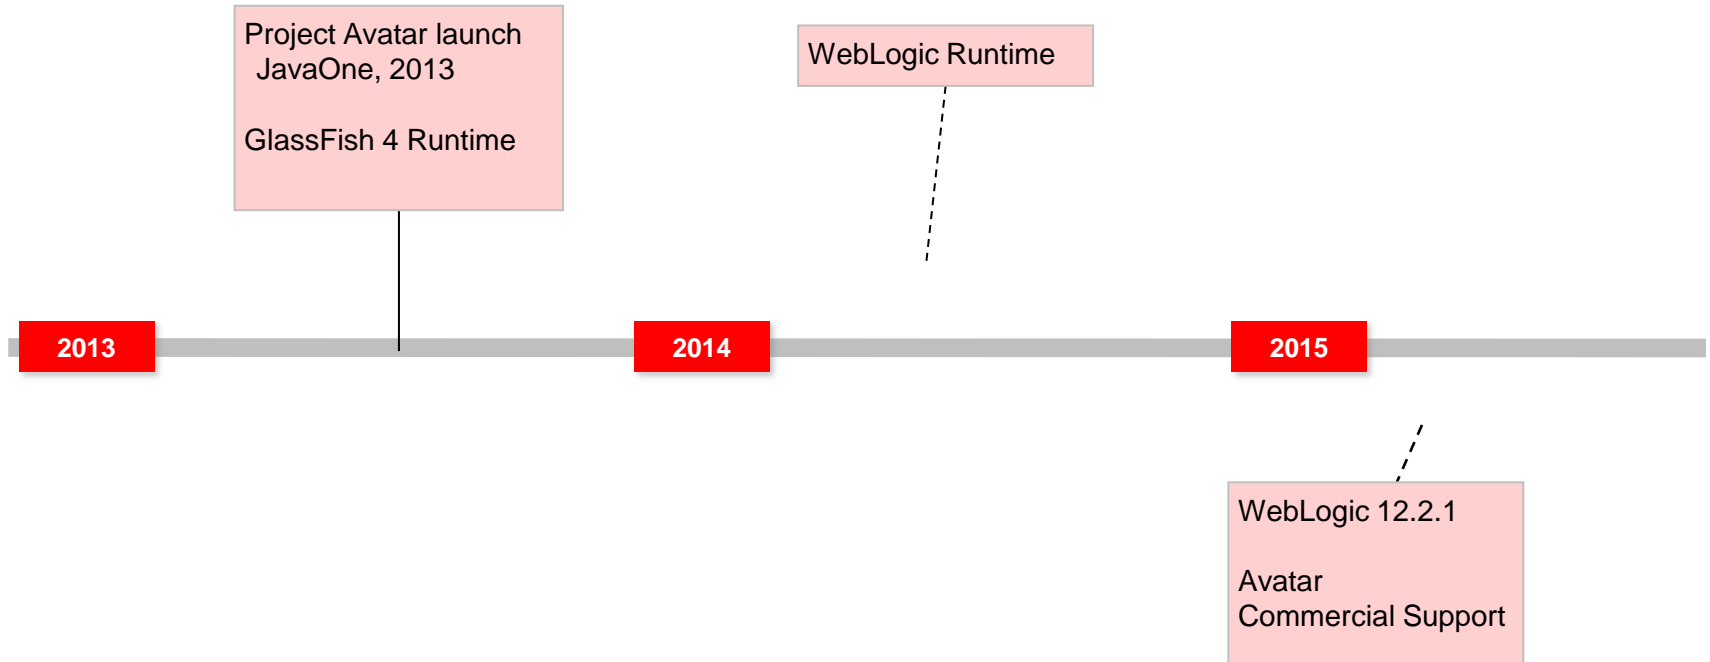 Project Avatar launch
JavaOne, 2013
GlassFish 4 Runtime
WebLogic Runtime
2013
2014
2015
WebLogic 12.2.1
Avatar
Commercial Support